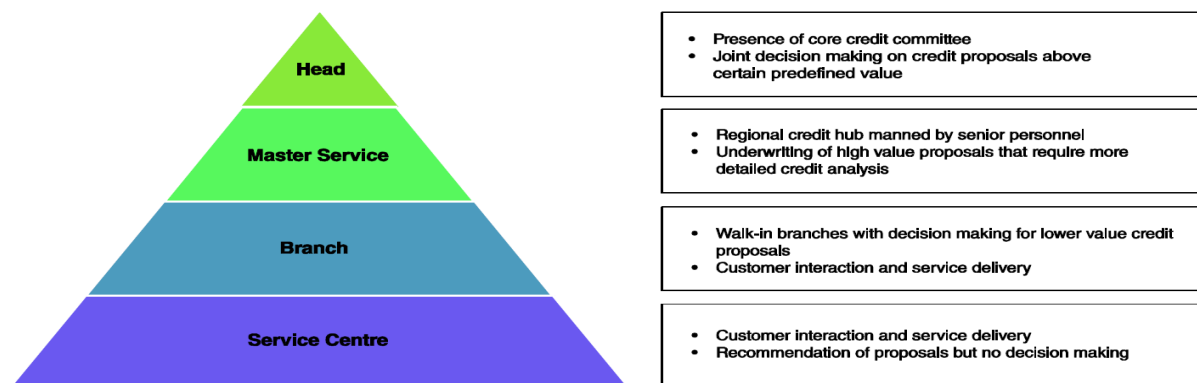 Head
• Presence of core credit committee
• Joint decision making on credit proposals above
certain predefined value
Master Service
• Regional credit hub manned by senior personnel
• Underwriting of high value proposals that require more
detailed credit analysis
Branch
• Walk-in branches with decision making for lower value credit
proposals
• Customer interaction and service delivery
Service Centre
• Customer interaction and service delivery
• Recommendation of proposals but no decision making